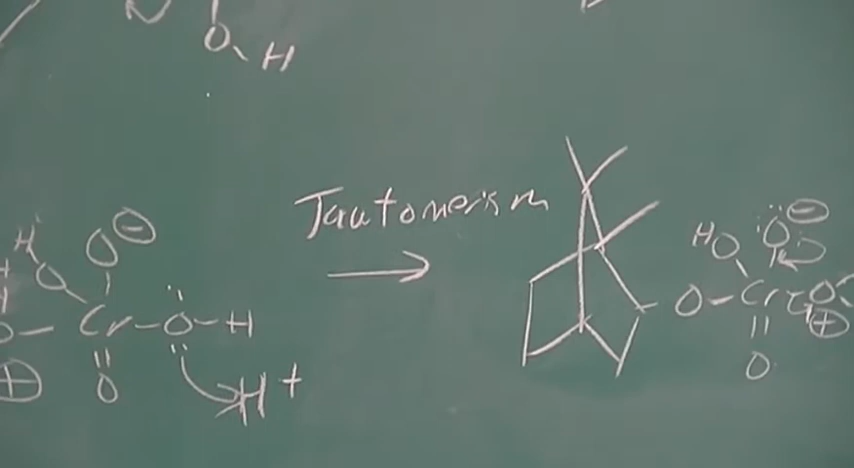 N
O
H
Tautomerism
H
O
O ⊖
HO
O ⊖
O – Cr – O – H
O – Cr O
⊕
⊕
O
H+
O